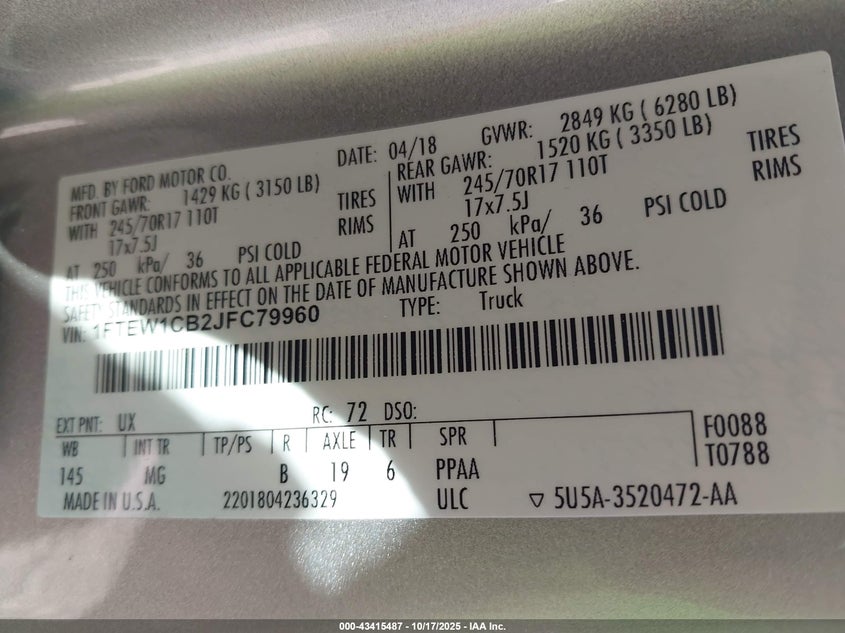 MFD. BY FORD MOTOR CO. DATE: 04/18 GVWR: 2849 KG ( 6280 LB)
FRONT GAWR: 1429 KG ( 3150 LB) REAR GAWR: 1520 KG ( 3350 LB)
WITH 245/70R17 110T TIRES WITH 245/70R17 110T TIRES
17x7.5J RIMS 17x7.5J RIMS
AT 250 kPa/ 36 PSI COLD AT 250 kPa/ 36 PSI COLD
THIS VEHICLE CONFORMS TO ALL APPLICABLE FEDERAL MOTOR VEHICLE
SAFETY STANDARDS IN EFFECT ON THE DATE OF MANUFACTURE SHOWN ABOVE.
VIN: 1FTEW1CB2JFC79960 TYPE: Truck
EXT PNT: UX RC: 72 DSO:
WB INT TR TP/PS R AXLE TR SPR F0088
145 MG B 19 6 PPAA T0788
MADE IN U.S.A. 2201804236329 ULC ▽ 5U5A-3520472-AA
000-43415487 - 10/17/2025 - IAA Inc.